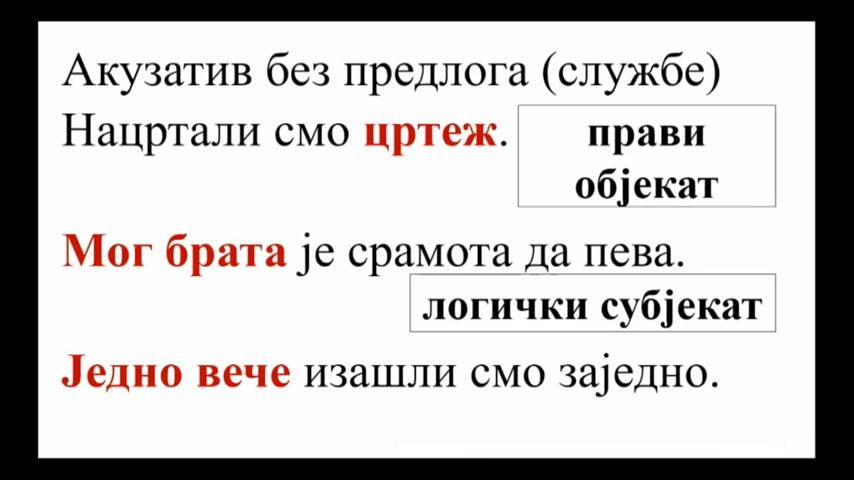 Акузатив без предлога (службе)
Нацртали смо цртеж.
прави
објекат
Мог брата је срамота да пева.
логички субјекат
Једно вече изашли смо заједно.